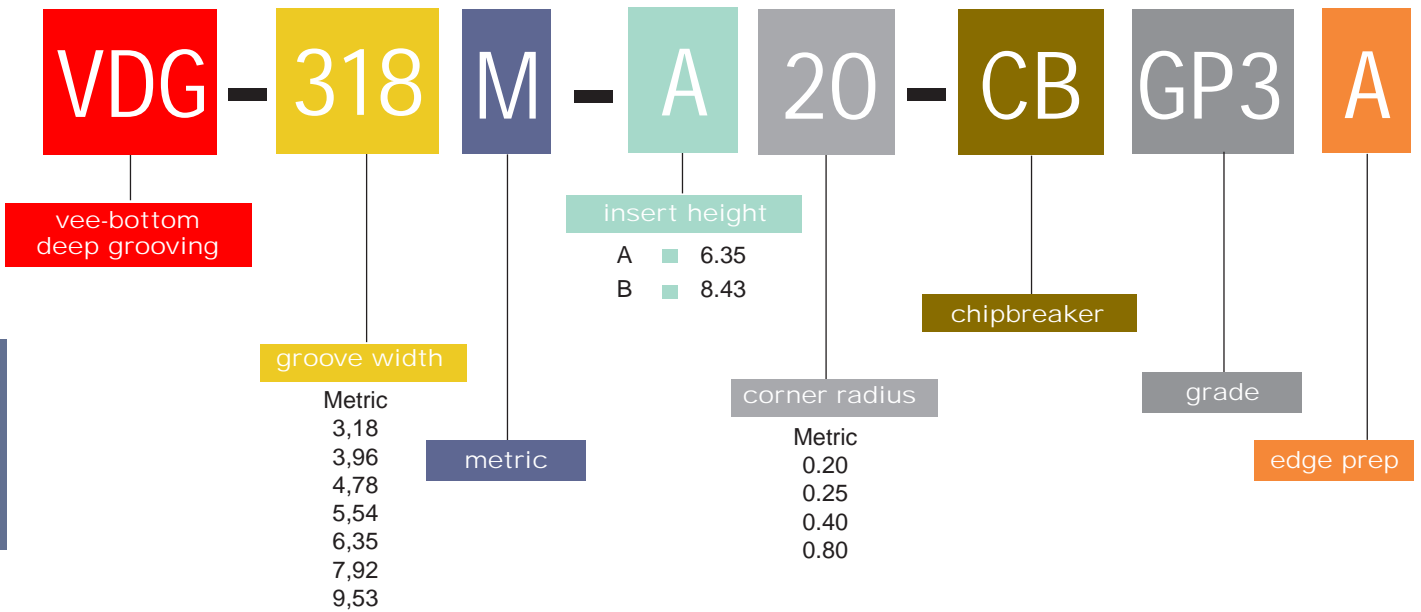 VDG - 318 M - A 20 - CB GP3 A
vee-bottom
deep grooving
insert height
A 6.35
B 8.43
chipbreaker
groove width
Metric
3,18
3,96
4,78
5,54
6,35
7,92
9,53
metric
corner radius
Metric
0.20
0.25
0.40
0.80
grade
edge prep